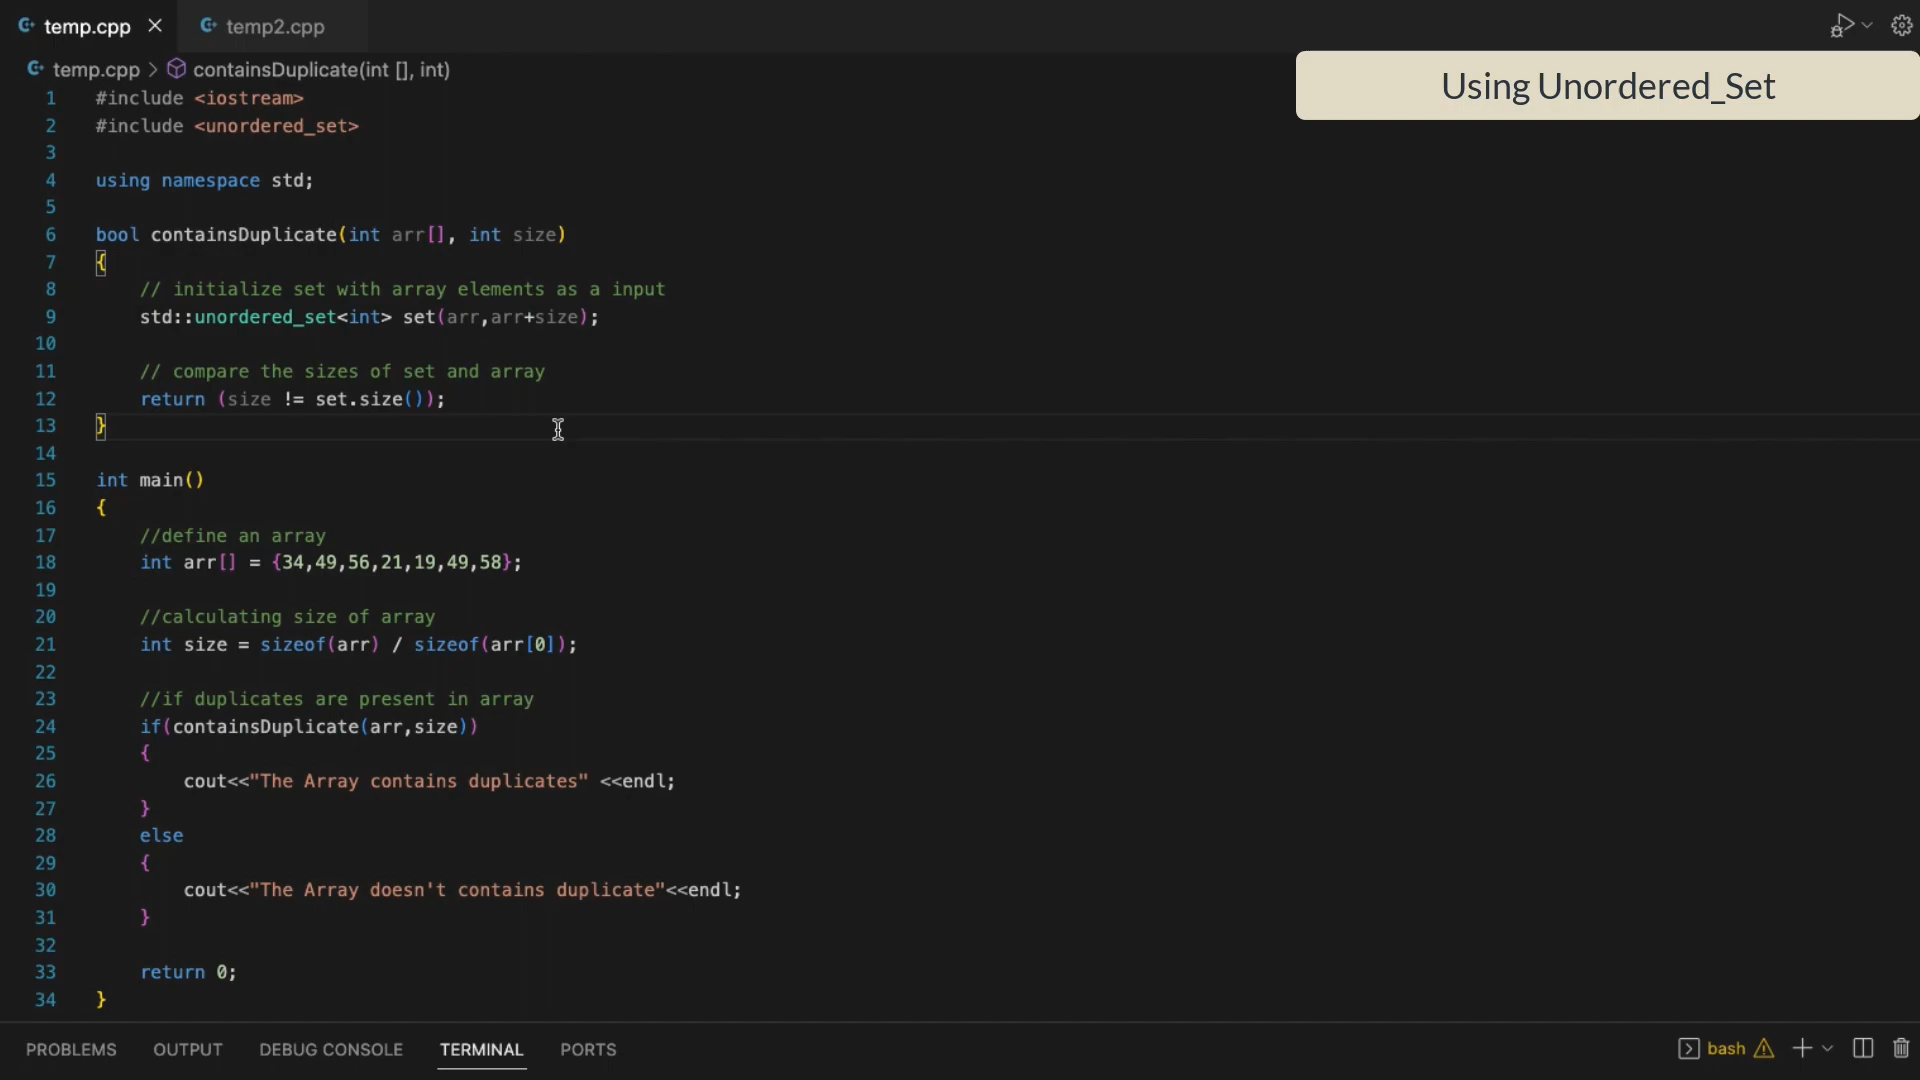 temp.cpp
temp2.cpp
temp.cpp > containsDuplicate(int [], int)
Using Unordered_Set
1 #include <iostream>
2 #include <unordered_set>
3
4 using namespace std;
5
6 bool containsDuplicate(int arr[], int size)
7 {
8 // initialize set with array elements as a input
9 std::unordered_set<int> set(arr,arr+size);
10
11 // compare the sizes of set and array
12 return (size != set.size());
13 }
14
15 int main()
16 {
17 //define an array
18 int arr[] = {34,49,56,21,19,49,58};
19
20 //calculating size of array
21 int size = sizeof(arr) / sizeof(arr[0]);
22
23 //if duplicates are present in array
24 if(containsDuplicate(arr,size))
25 {
26 cout<<"The Array contains duplicates" <<endl;
27 }
28 else
29 {
30 cout<<"The Array doesn't contains duplicate"<<endl;
31 }
32
33 return 0;
34 }
PROBLEMS OUTPUT DEBUG CONSOLE TERMINAL PORTS
bash